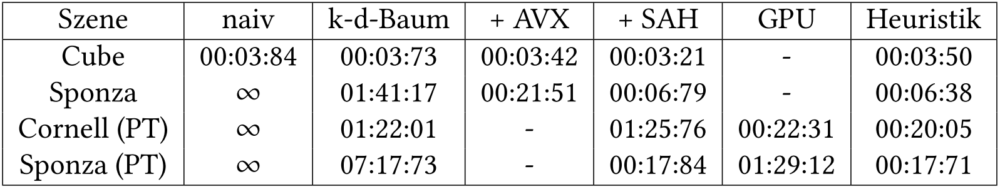 Szene naiv k-d-Baum + AVX + SAH GPU Heuristik
Cube 00:03:84 00:03:73 00:03:42 00:03:21 - 00:03:50
Sponza ∞ 01:41:17 00:21:51 00:06:79 - 00:06:38
Cornell (PT) ∞ 01:22:01 - 01:25:76 00:22:31 00:20:05
Sponza (PT) ∞ 07:17:73 - 00:17:84 01:29:12 00:17:71